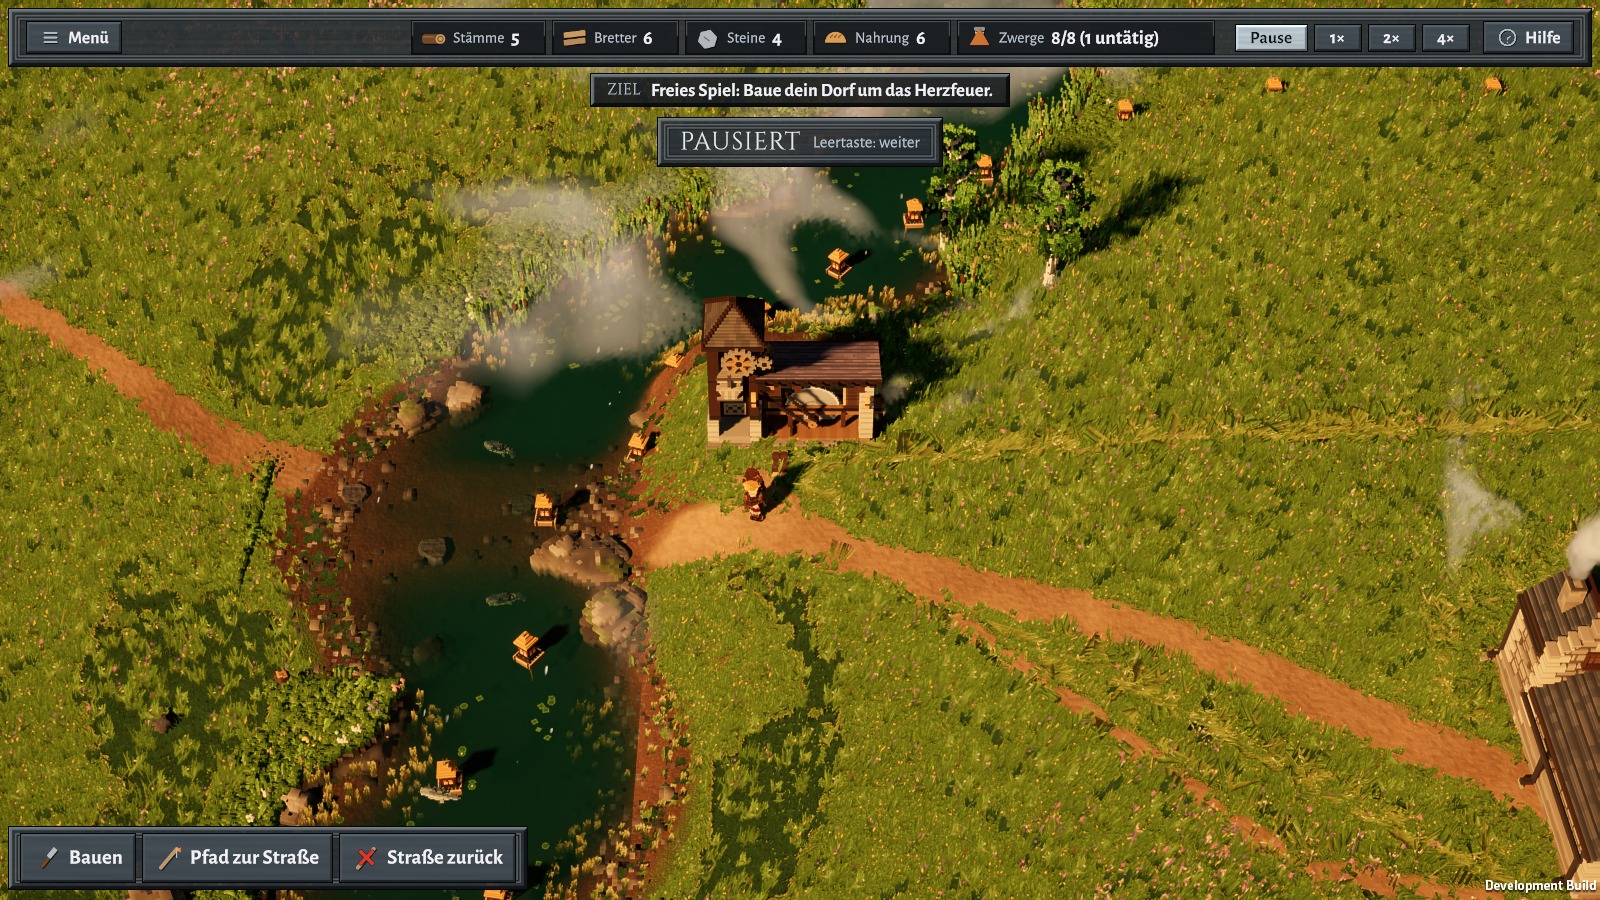 Menü
Stämme 5
Bretter 6
Steine 4
Nahrung 6
Zwerge 8/8 (1 untätig)
Pause
1×
2×
4×
Hilfe
ZIEL Freies Spiel: Baue dein Dorf um das Herzfeuer.
PAUSIERT Leertaste: weiter
Bauen
Pfad zur Straße
Straße zurück
Development Build